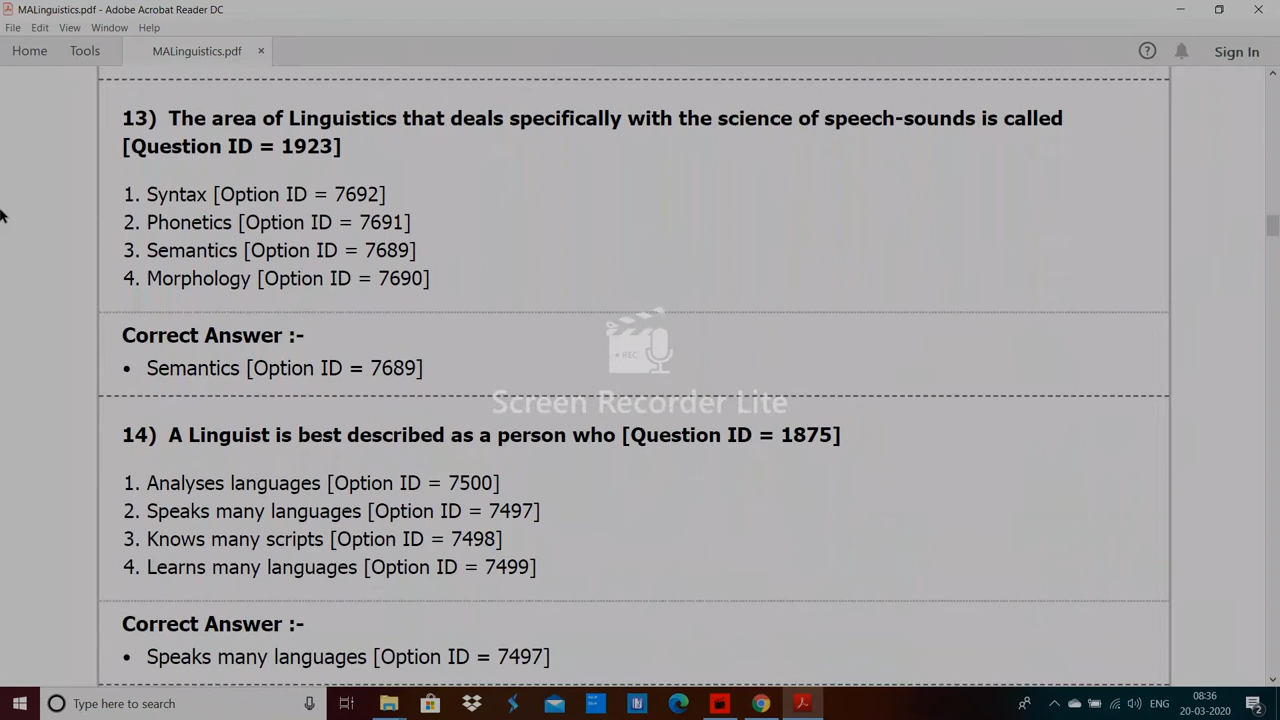 MALinguistics.pdf - Adobe Acrobat Reader DC
File Edit View Window Help
Home Tools MALinguistics.pdf × Sign In
13) The area of Linguistics that deals specifically with the science of speech-sounds is called
[Question ID = 1923]
1. Syntax [Option ID = 7692]
2. Phonetics [Option ID = 7691]
3. Semantics [Option ID = 7689]
4. Morphology [Option ID = 7690]
Correct Answer :-
• Semantics [Option ID = 7689]
REC
Screen Recorder Lite
14) A Linguist is best described as a person who [Question ID = 1875]
1. Analyses languages [Option ID = 7500]
2. Speaks many languages [Option ID = 7497]
3. Knows many scripts [Option ID = 7498]
4. Learns many languages [Option ID = 7499]
Correct Answer :-
• Speaks many languages [Option ID = 7497]
Type here to search
ENG
08:36
20-03-2020
2